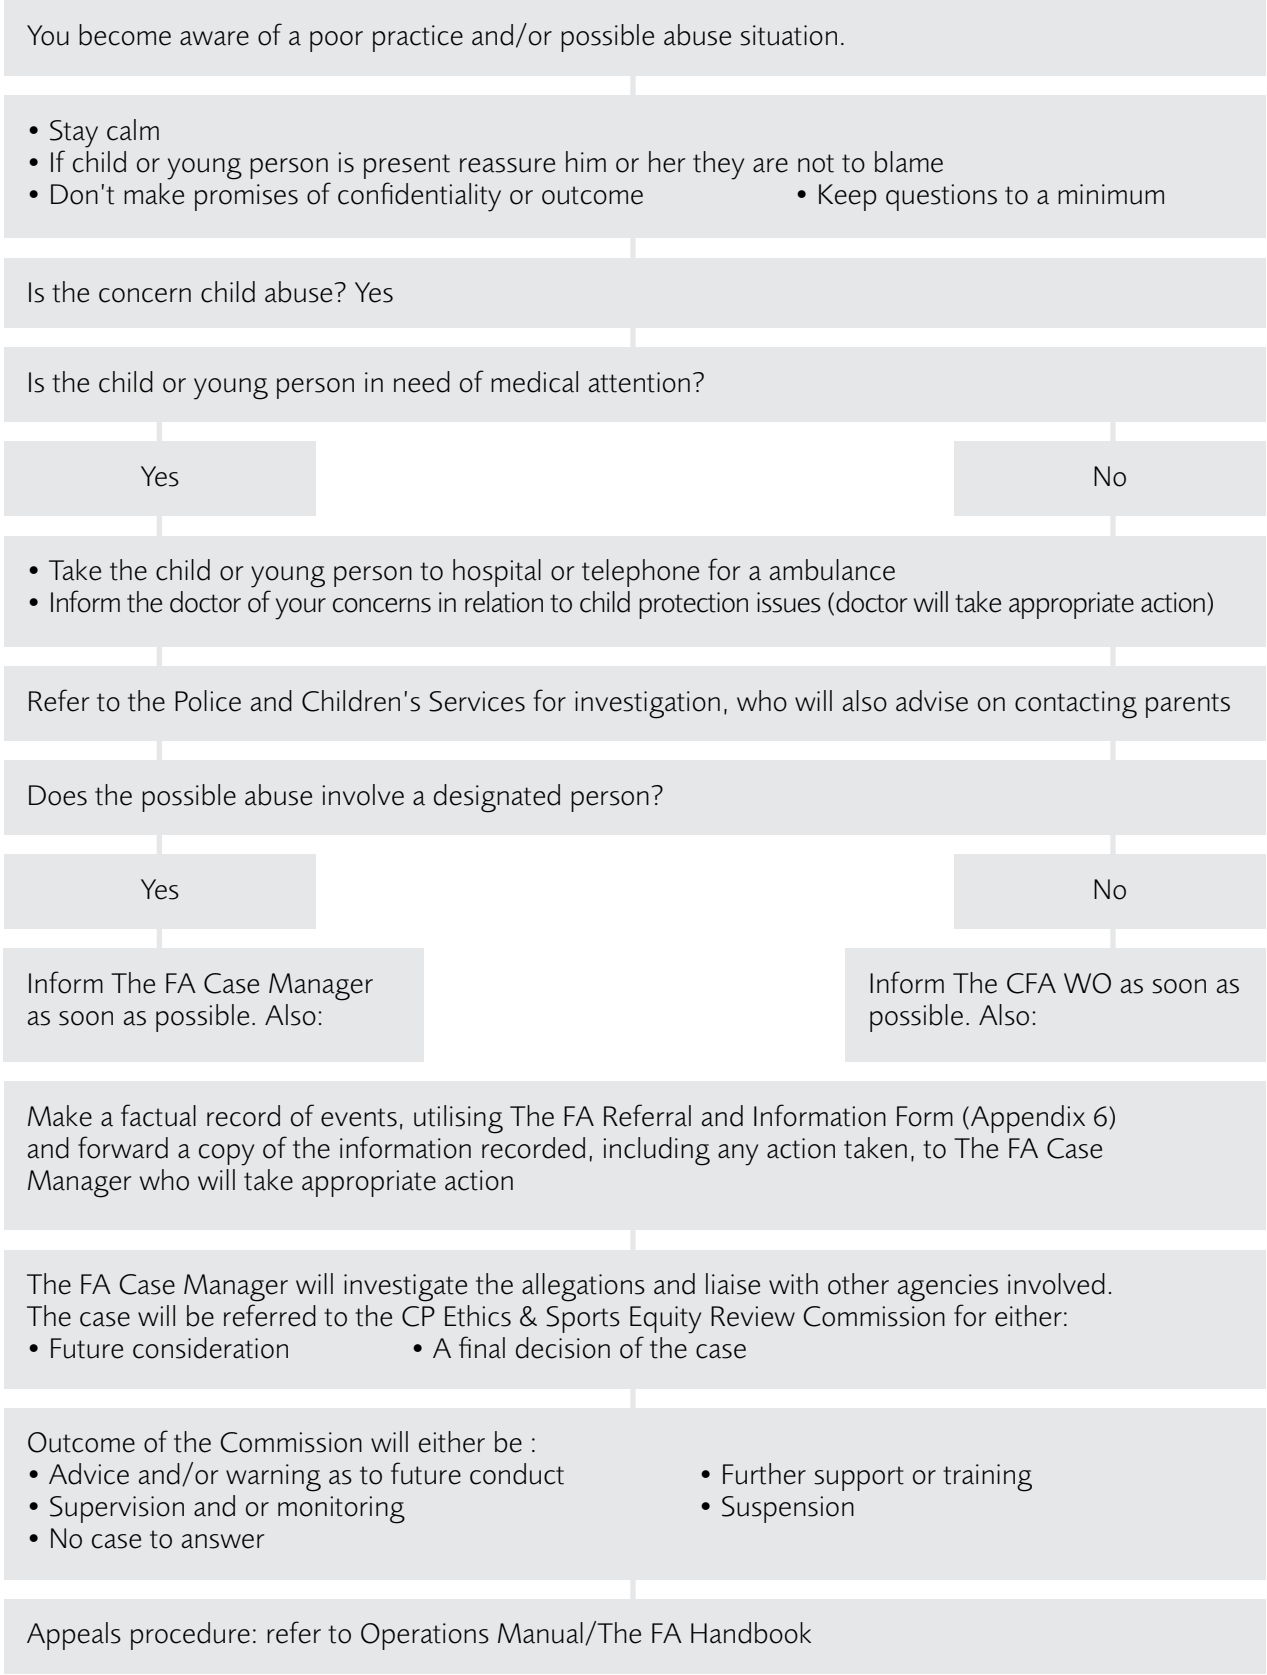 You become aware of a poor practice and/or possible abuse situation.
• Stay calm
• If child or young person is present reassure him or her they are not to blame
• Don't make promises of confidentiality or outcome • Keep questions to a minimum
Is the concern child abuse? Yes
Is the child or young person in need of medical attention?
Yes No
• Take the child or young person to hospital or telephone for a ambulance
• Inform the doctor of your concerns in relation to child protection issues (doctor will take appropriate action)
Refer to the Police and Children's Services for investigation, who will also advise on contacting parents
Does the possible abuse involve a designated person?
Yes No
Inform The FA Case Manager
as soon as possible. Also:
Inform The CFA WO as soon as
possible. Also:
Make a factual record of events, utilising The FA Referral and Information Form (Appendix 6)
and forward a copy of the information recorded, including any action taken, to The FA Case
Manager who will take appropriate action
The FA Case Manager will investigate the allegations and liaise with other agencies involved.
The case will be referred to the CP Ethics & Sports Equity Review Commission for either:
• Future consideration • A final decision of the case
Outcome of the Commission will either be :
• Advice and/or warning as to future conduct • Further support or training
• Supervision and or monitoring • Suspension
• No case to answer
Appeals procedure: refer to Operations Manual/The FA Handbook